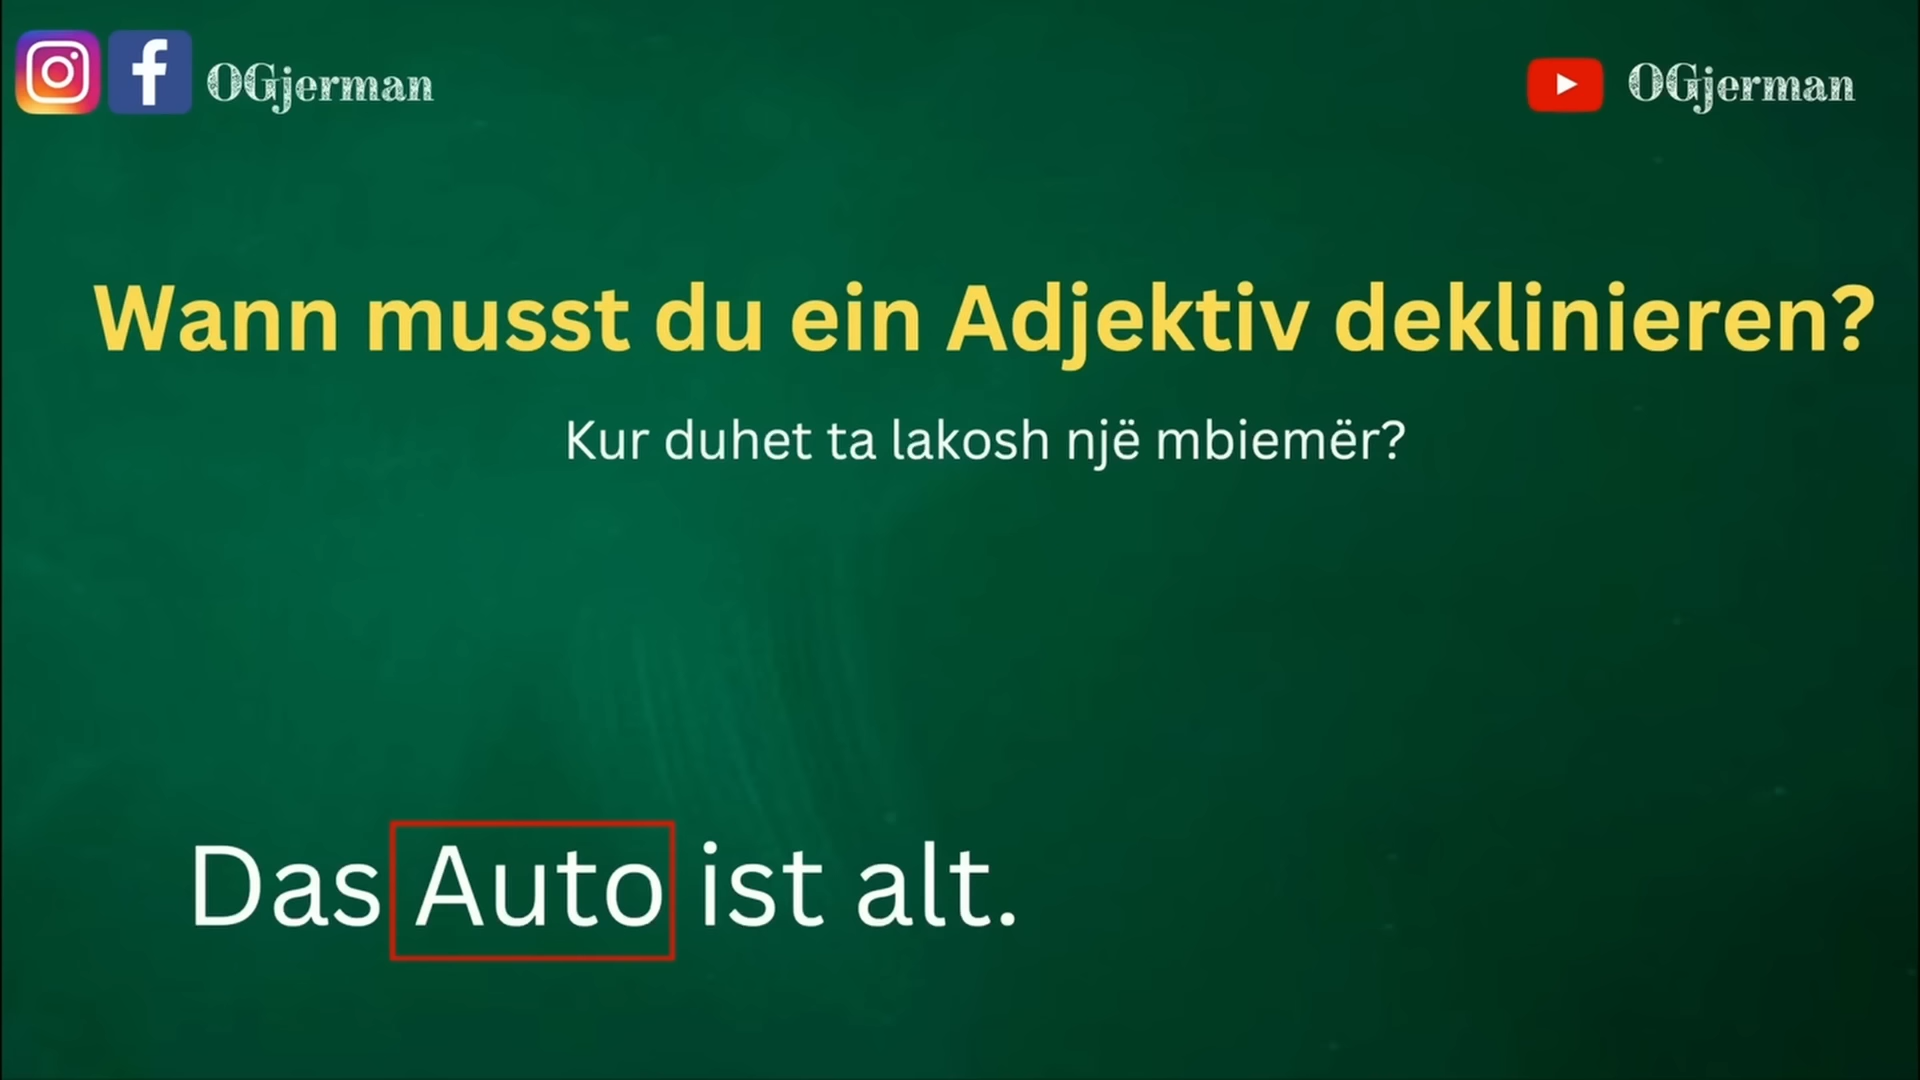 OGjerman
OGjerman
Wann musst du ein Adjektiv deklinieren?
Kur duhet ta lakosh një mbiemër?
Das Auto ist alt.